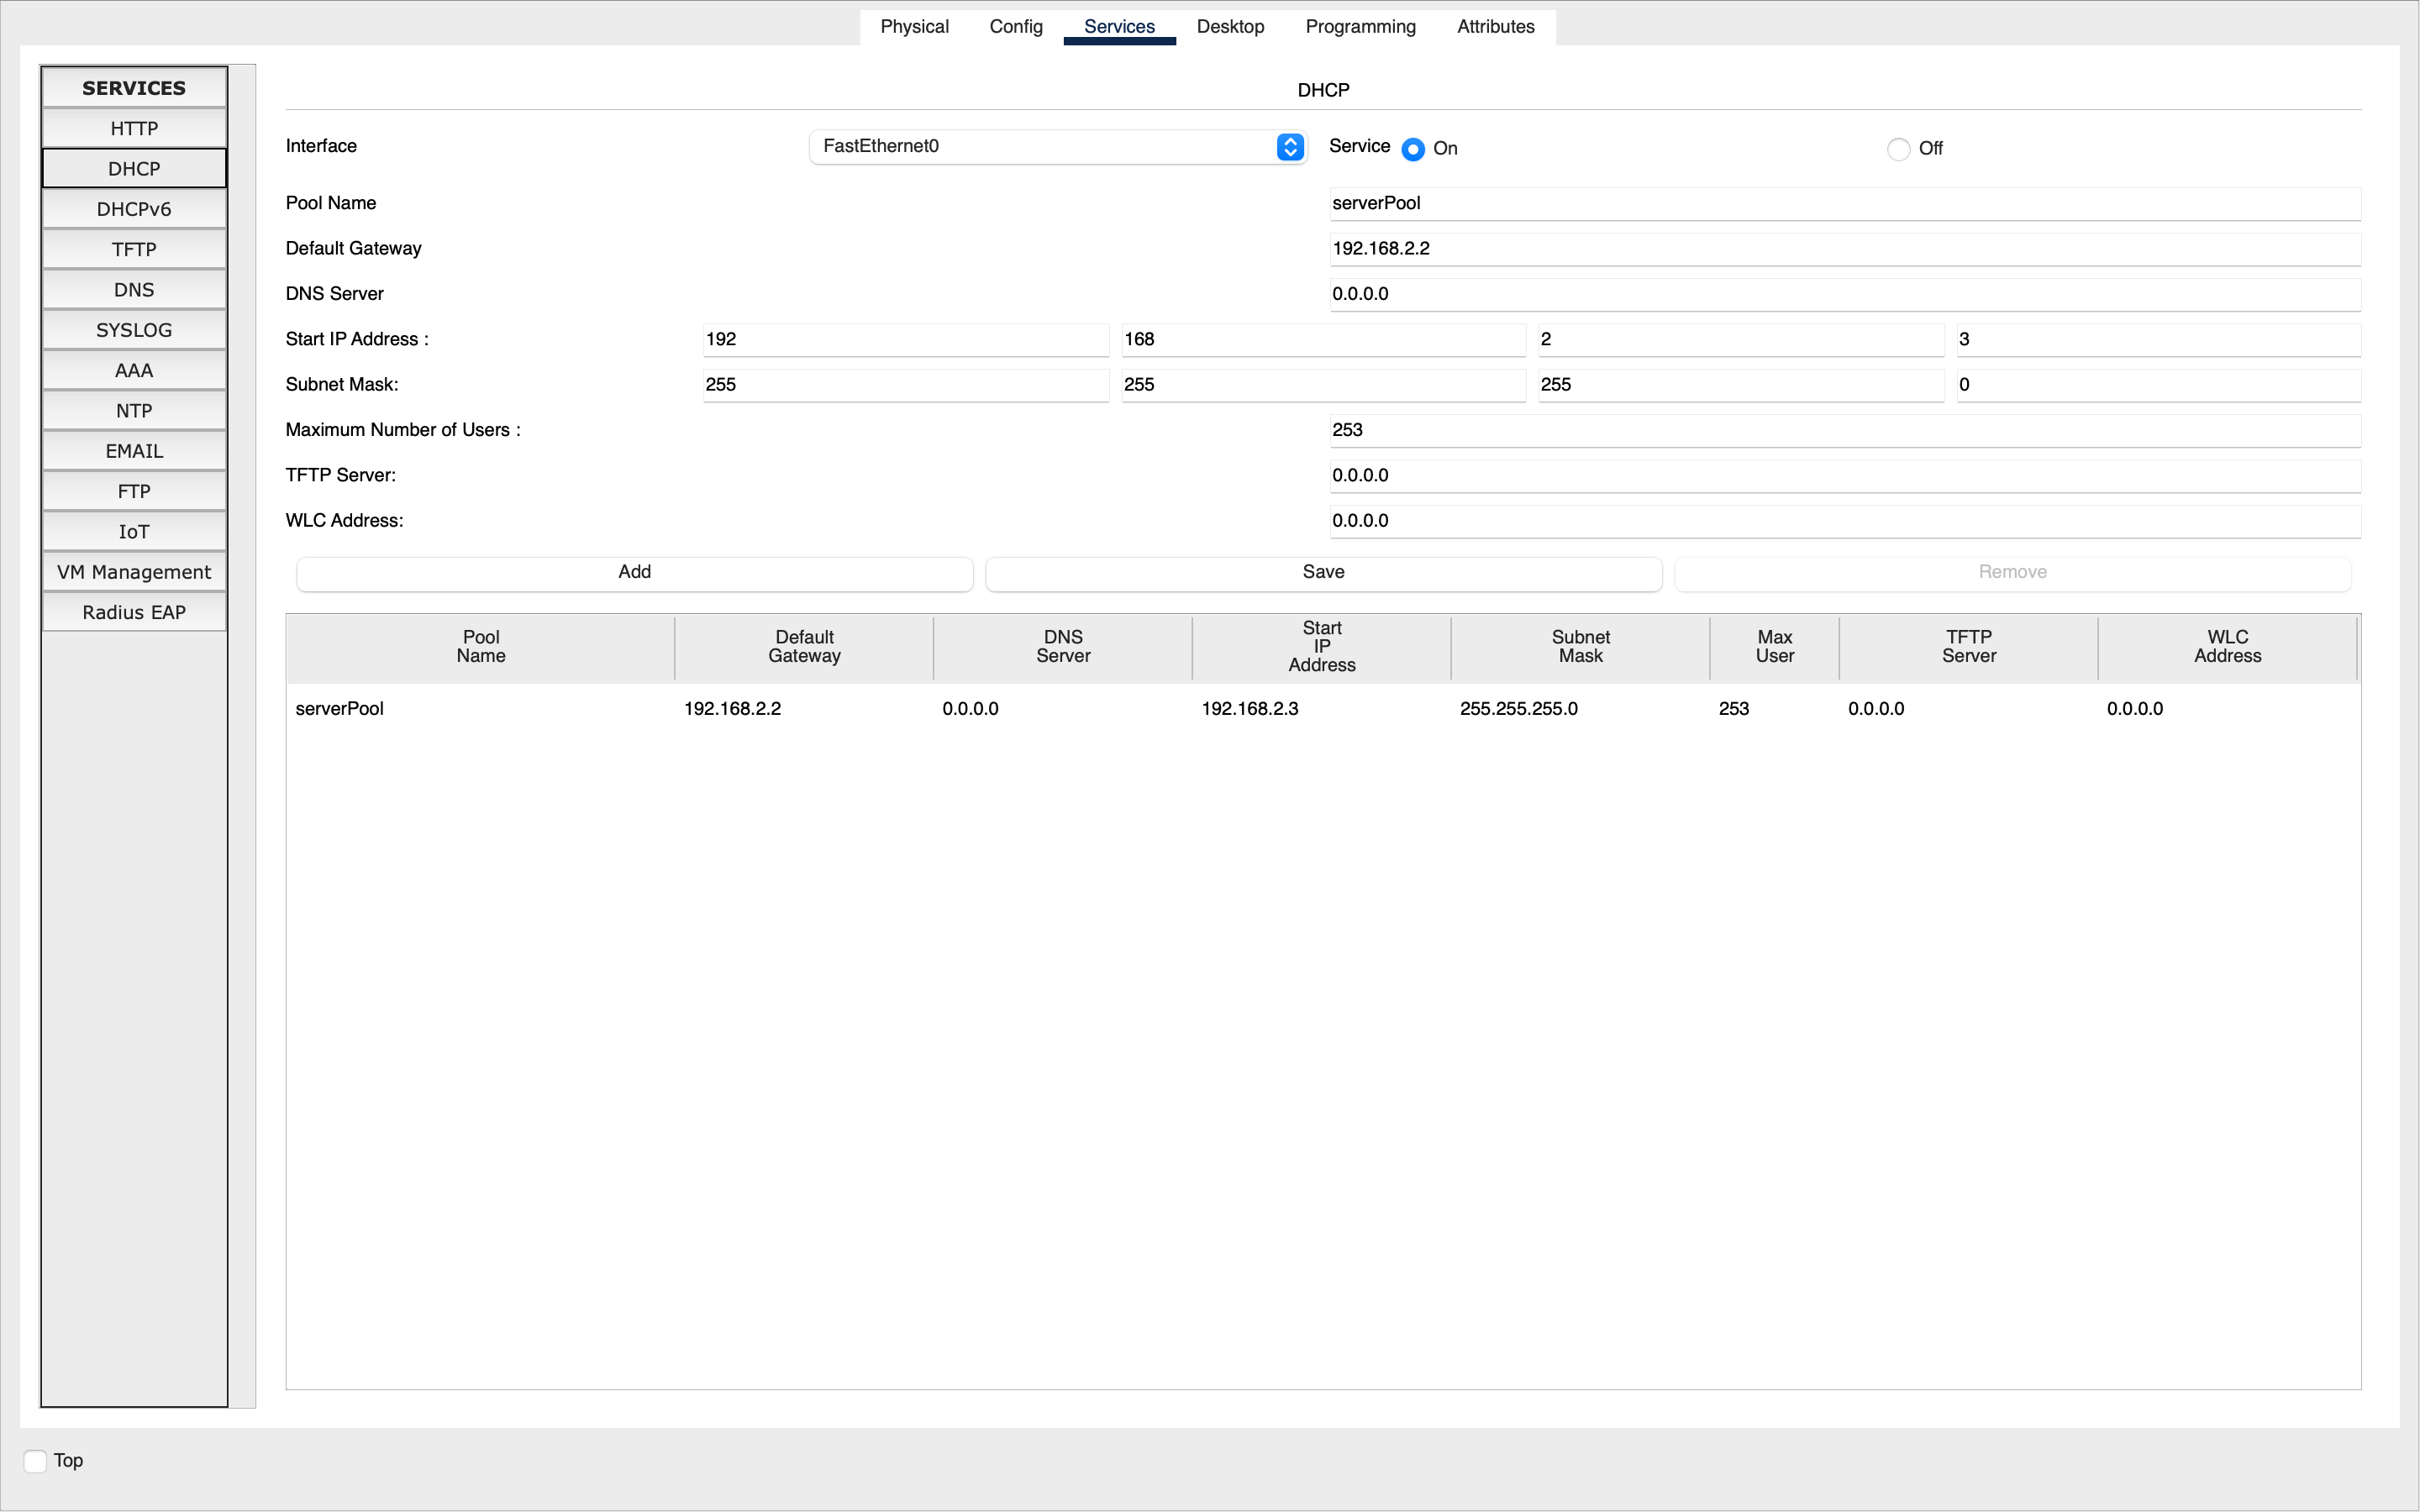 Physical Config Services Desktop Programming Attributes
SERVICES
HTTP
DHCP
DHCPv6
TFTP
DNS
SYSLOG
AAA
NTP
EMAIL
FTP
IoT
VM Management
Radius EAP
DHCP
Interface FastEthernet0 Service On Off
Pool Name serverPool
Default Gateway 192.168.2.2
DNS Server 0.0.0.0
Start IP Address : 192 168 2 3
Subnet Mask: 255 255 255 0
Maximum Number of Users : 253
TFTP Server: 0.0.0.0
WLC Address: 0.0.0.0
Add Save Remove
Pool Name Default Gateway DNS Server Start IP Address Subnet Mask Max User TFTP Server WLC Address
serverPool 192.168.2.2 0.0.0.0 192.168.2.3 255.255.255.0 253 0.0.0.0 0.0.0.0
Top